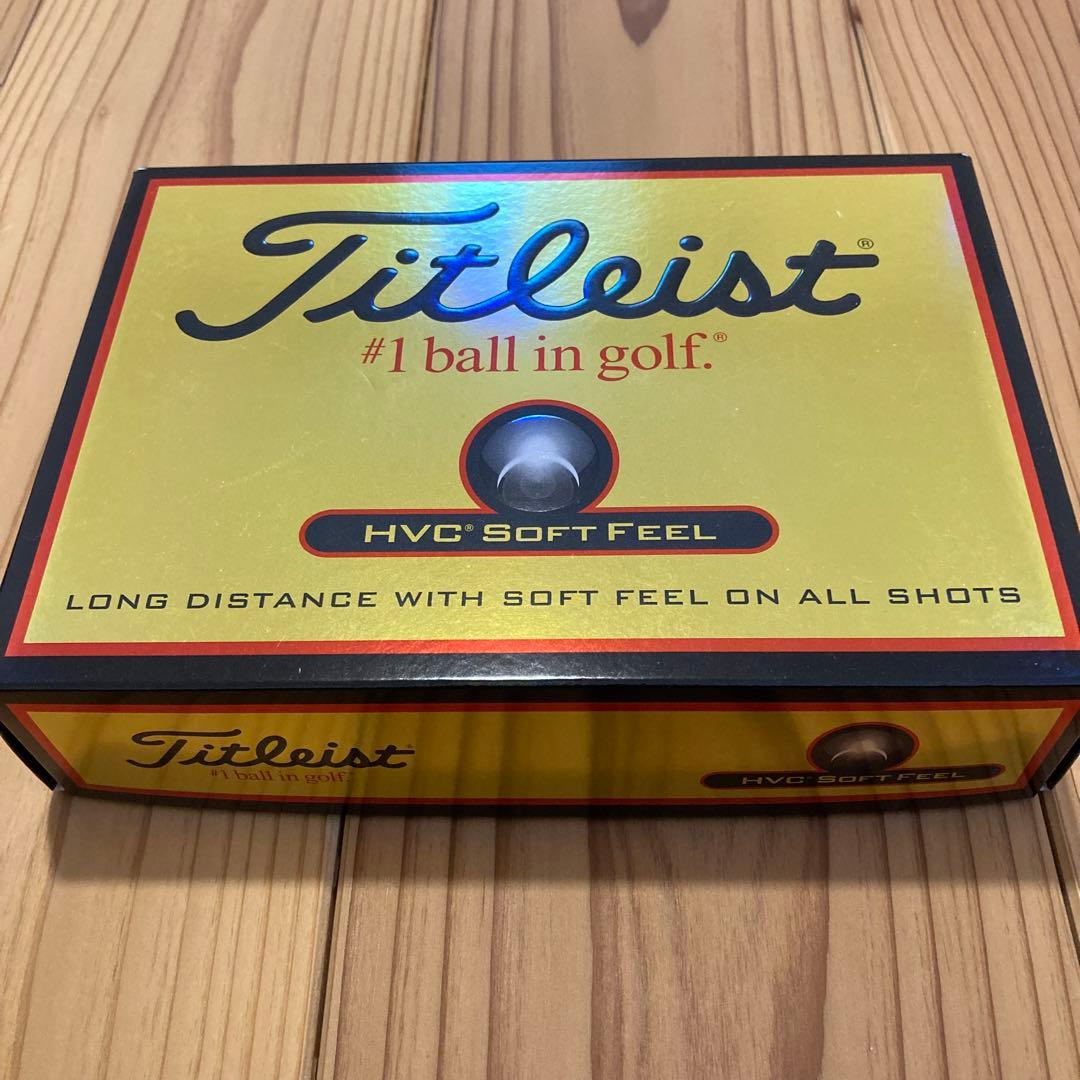 Titleist®
#1 ball in golf.®
HVC® SOFT FEEL
LONG DISTANCE WITH SOFT FEEL ON ALL SHOTS
Titleist®
#1 ball in golf.®
HVC® SOFT FEEL